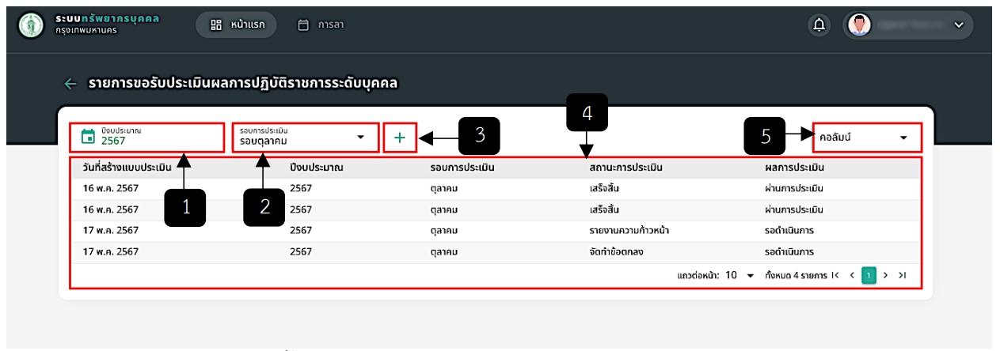 ระบบทรัพยากรบุคคล
กรุงเทพมหานคร
หน้าแรก
การลา
รายการขอรับประเมินผลการปฏิบัติราชการระดับบุคคล
ปีงบประมาณ
2567
รอบการประเมิน
รอบตุลาคม
+
3
4
5
คอลัมน์
วันที่สร้างแบบประเมิน ปีงบประมาณ รอบการประเมิน สถานะการประเมิน ผลการประเมิน
16 พ.ค. 2567 2567 ตุลาคม เสร็จสิ้น ผ่านการประเมิน
16 พ.ค. 2567 2567 ตุลาคม เสร็จสิ้น ผ่านการประเมิน
17 พ.ค. 2567 2567 ตุลาคม รายงานความก้าวหน้า รอดำเนินการ
17 พ.ค. 2567 2567 ตุลาคม จัดทำข้อตกลง รอดำเนินการ
1
2
แถวต่อหน้า: 10 ทั้งหมด 4 รายการ |< < 1 > >|